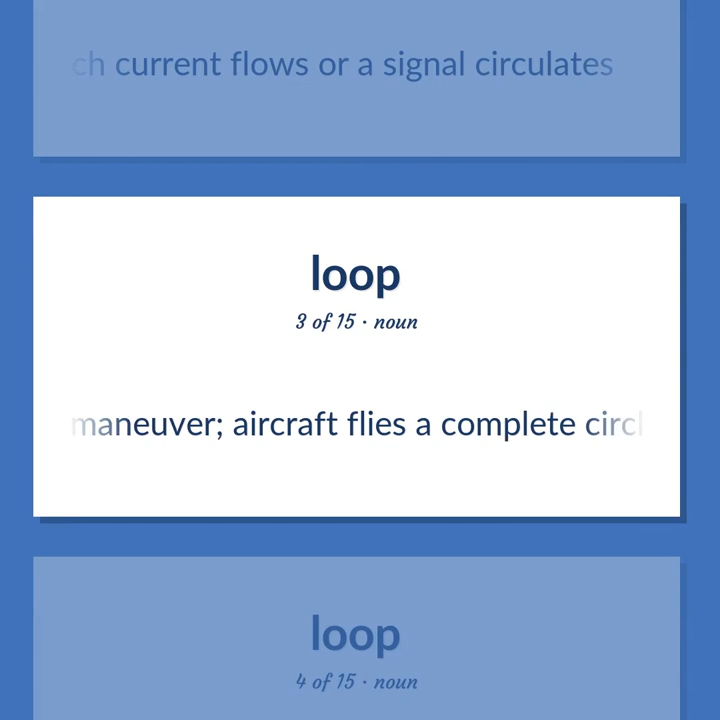 ch current flows or a signal circulates
loop
3 of 15 · noun
maneuver; aircraft flies a complete circl
loop
4 of 15 · noun